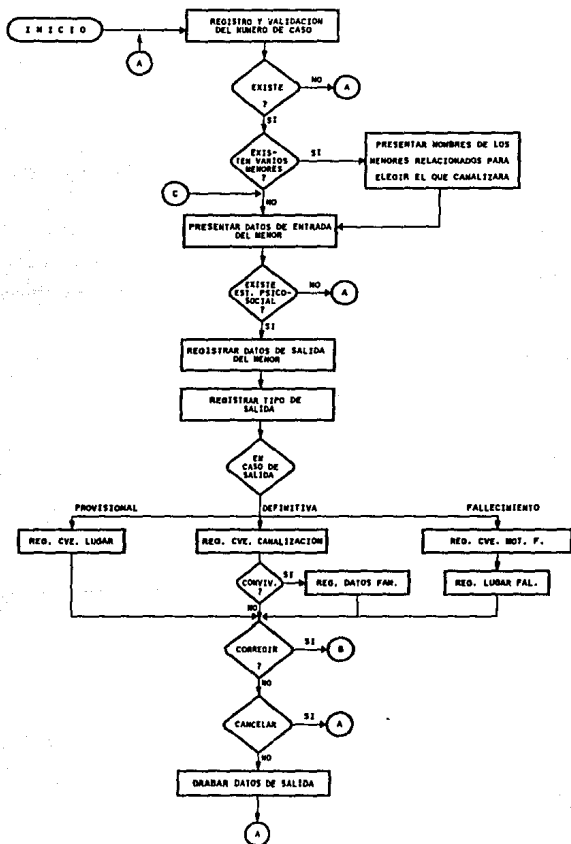 REGISTRO Y VALIDACION
DEL NUMERO DE CASO
I N I C I O
A
EXISTE
?
NO
A
SI
EXIS-
TEN VARIOS
MENORES
?
SI
PRESENTAR NOMBRES DE LOS
MENORES RELACIONADOS PARA
ELEGIR EL QUE CANALIZARA
C
NO
PRESENTAR DATOS DE ENTRADA
DEL MENOR
EXISTE
EST. PSICO-
SOCIAL
?
NO
A
SI
REGISTRAR DATOS DE SALIDA
DEL MENOR
REGISTRAR TIPO DE
SALIDA
EN
CASO DE
SALIDA
PROVISIONAL
DEFINITIVA
FALLECIMIENTO
REG. CVE. LUGAR
REG. CVE. CANALIZACION
REG. CVE. MOT. F.
CONVIV.
?
SI
REG. DATOS FAM.
REG. LUGAR FAL.
NO
CORREGIR
?
SI
B
NO
CANCELAR
SI
A
NO
GRABAR DATOS DE SALIDA
A